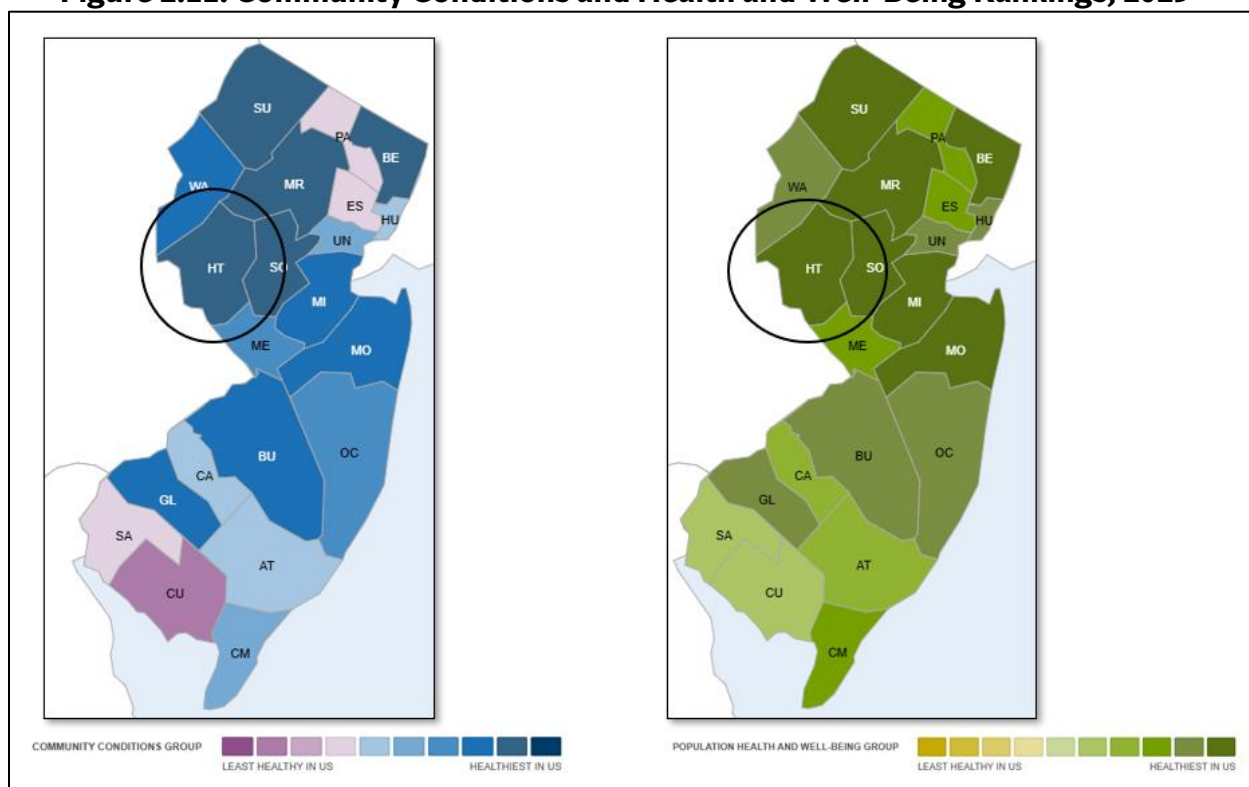 Figure 2.11: Community Conditions and Health and Well-Being Rankings, 2025
SU
PA
BE
WA
MR
ES
HU
UN
HT
SO
MI
ME
MO
OC
BU
CA
GL
SA
AT
CU
CM
COMMUNITY CONDITIONS GROUP
LEAST HEALTHY IN US
HEALTHIEST IN US
SU
PA
BE
WA
MR
ES
HU
UN
HT
SO
MI
ME
MO
OC
BU
CA
GL
SA
AT
CU
CM
POPULATION HEALTH AND WELL-BEING GROUP
LEAST HEALTHY IN US
HEALTHIEST IN US